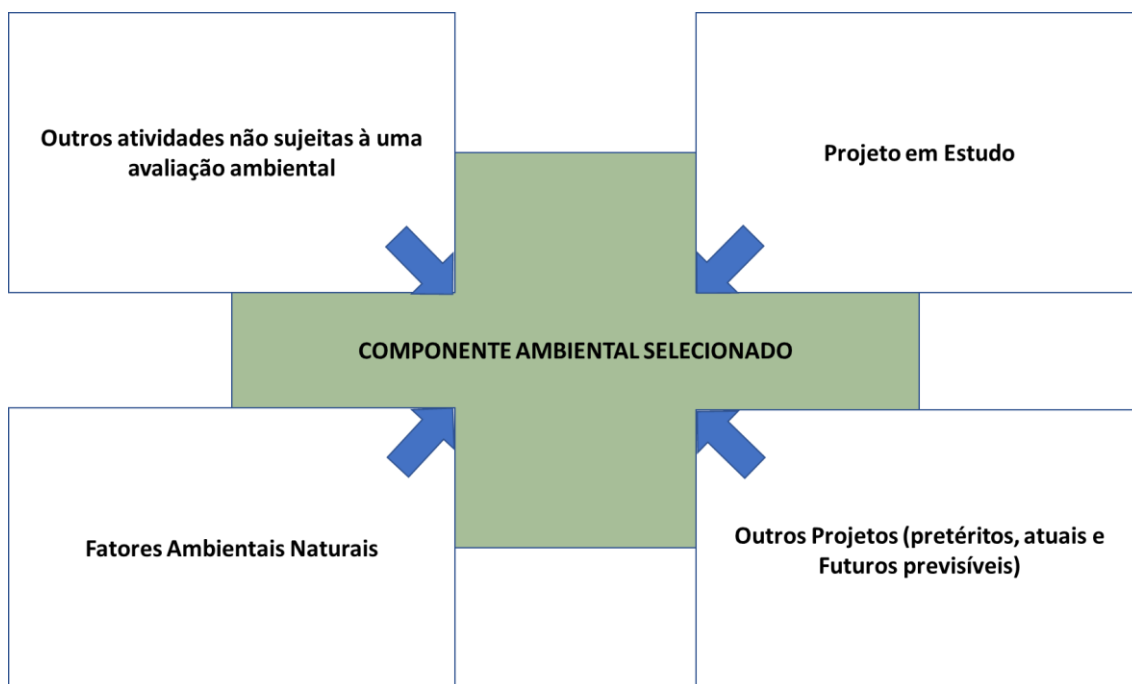 Outros atividades não sujeitas à uma
avaliação ambiental
Projeto em Estudo
COMPONENTE AMBIENTAL SELECIONADO
Fatores Ambientais Naturais
Outros Projetos (pretéritos, atuais e
Futuros previsíveis)